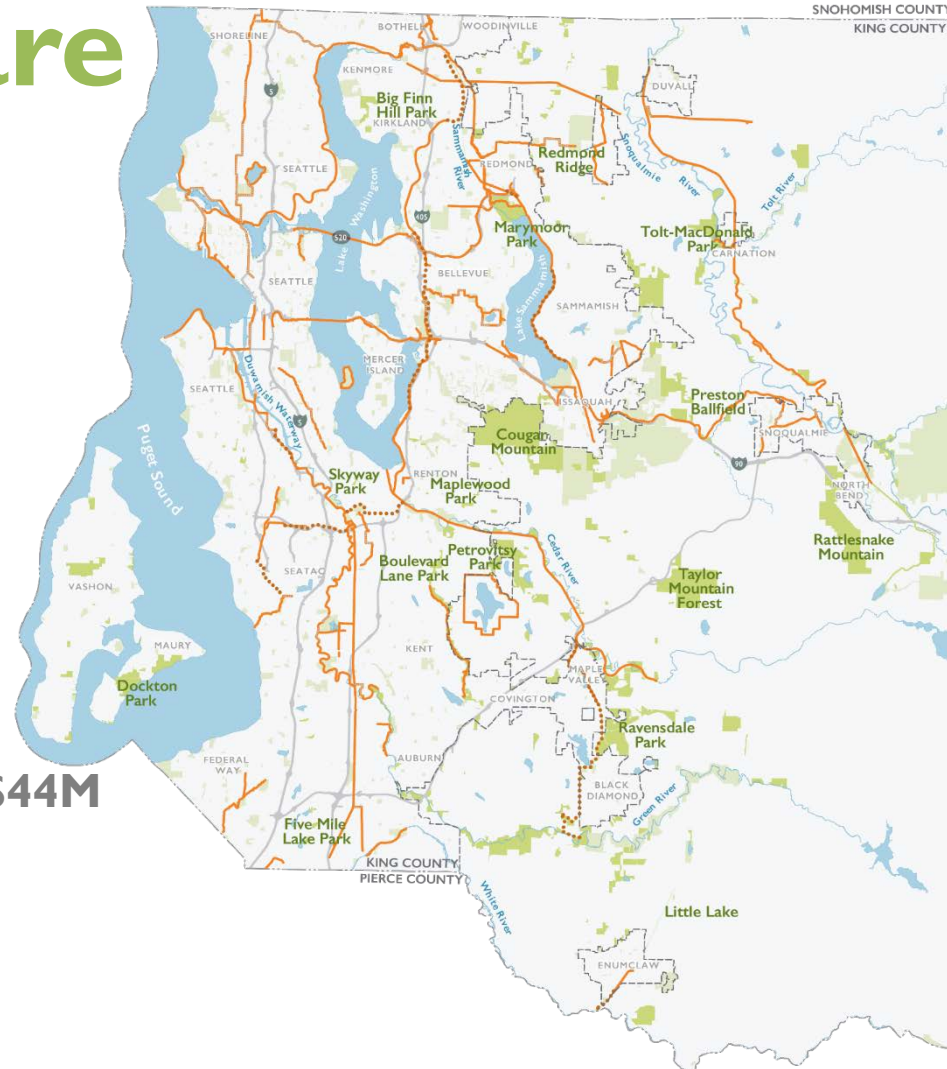 SNOHOMISH COUNTY
KING COUNTY
SHORELINE
BOTHELL
WOODINVILLE
5
KENMORE
DUVALL
Big Finn
Hill Park
KIRKLAND
Sammamish
River
REDMOND
Redmond
Ridge
Snoqualmie
River
Tolt River
SEATTLE
Lake Washington
405
520
Marymoor
Park
Tolt-MacDonald
Park
CARNATION
SEATTLE
BELLEVUE
Lake Sammamish
SAMMAMISH
MERCER
ISLAND
SEATTLE
Duwamish Waterway
5
ISSAQUAH
Preston
Ballfield
SNOQUALMIE
Puget Sound
Cougar
Mountain
90
Skyway
Park
RENTON
Maplewood
Park
NORTH
BEND
Rattlesnake
Mountain
Boulevard
Lane Park
Petrovitsy
Park
Cedar River
SEATAC
Taylor
Mountain
Forest
VASHON
KENT
MAURY
Dockton
Park
MAPLE
VALLEY
COVINGTON
Ravensdale
Park
FEDERAL
WAY
AUBURN
BLACK
DIAMOND
Green River
Five Mile
Lake Park
KING COUNTY
PIERCE COUNTY
White River
Little Lake
ENUMCLAW